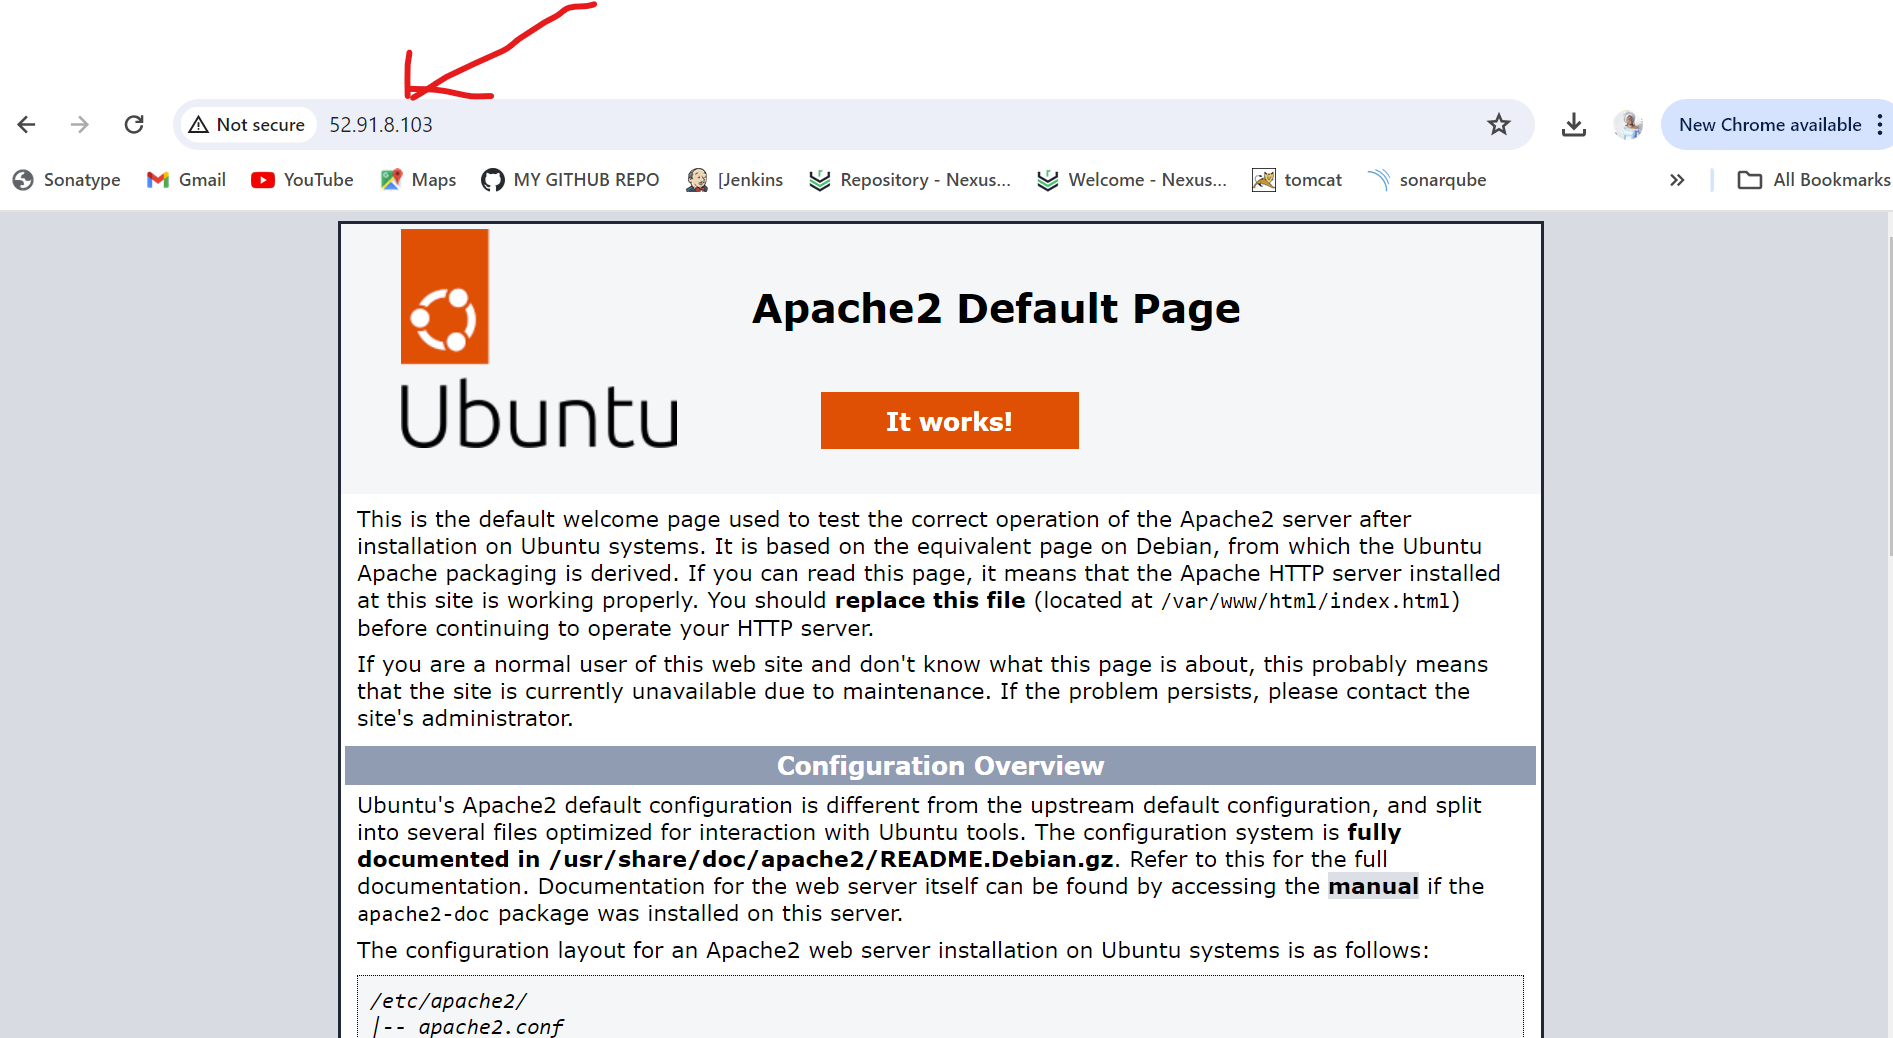 Not secure 52.91.8.103 New Chrome available
Sonatype Gmail YouTube Maps MY GITHUB REPO [Jenkins Repository - Nexus... Welcome - Nexus... tomcat sonarqube » All Bookmarks
Apache2 Default Page
Ubuntu
It works!
This is the default welcome page used to test the correct operation of the Apache2 server after
installation on Ubuntu systems. It is based on the equivalent page on Debian, from which the Ubuntu
Apache packaging is derived. If you can read this page, it means that the Apache HTTP server installed
at this site is working properly. You should replace this file (located at /var/www/html/index.html)
before continuing to operate your HTTP server.
If you are a normal user of this web site and don't know what this page is about, this probably means
that the site is currently unavailable due to maintenance. If the problem persists, please contact the
site's administrator.
Configuration Overview
Ubuntu's Apache2 default configuration is different from the upstream default configuration, and split
into several files optimized for interaction with Ubuntu tools. The configuration system is fully
documented in /usr/share/doc/apache2/README.Debian.gz. Refer to this for the full
documentation. Documentation for the web server itself can be found by accessing the manual if the
apache2-doc package was installed on this server.
The configuration layout for an Apache2 web server installation on Ubuntu systems is as follows:
/etc/apache2/
|-- apache2.conf